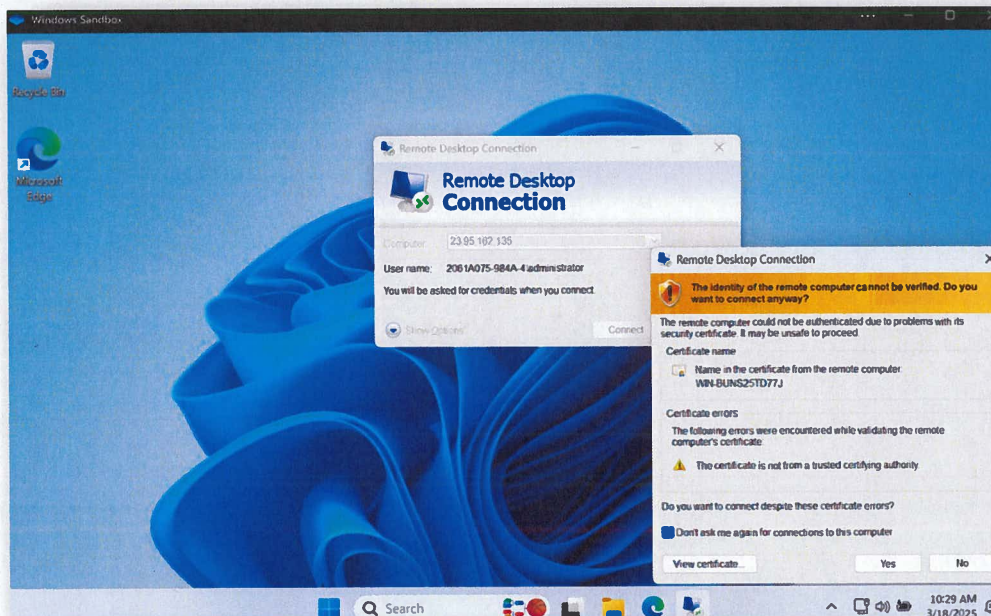 Windows Sandbox
Recycle Bin
Microsoft
Edge
Remote Desktop Connection
Remote Desktop
Connection
Computer:
23.95.162.135
User name: 2061A075-984A-4\administrator
You will be asked for credentials when you connect.
Show Options
Connect
Remote Desktop Connection
The identity of the remote computer cannot be verified. Do you
want to connect anyway?
The remote computer could not be authenticated due to problems with its
security certificate. It may be unsafe to proceed.
Certificate name
Name in the certificate from the remote computer:
WIN-BUNS25TD77J
Certificate errors
The following errors were encountered while validating the remote
computer's certificate:
The certificate is not from a trusted certifying authority.
Do you want to connect despite these certificate errors?
Don't ask me again for connections to this computer
View certificate...
Yes
No
Search
10:29 AM
3/18/2025